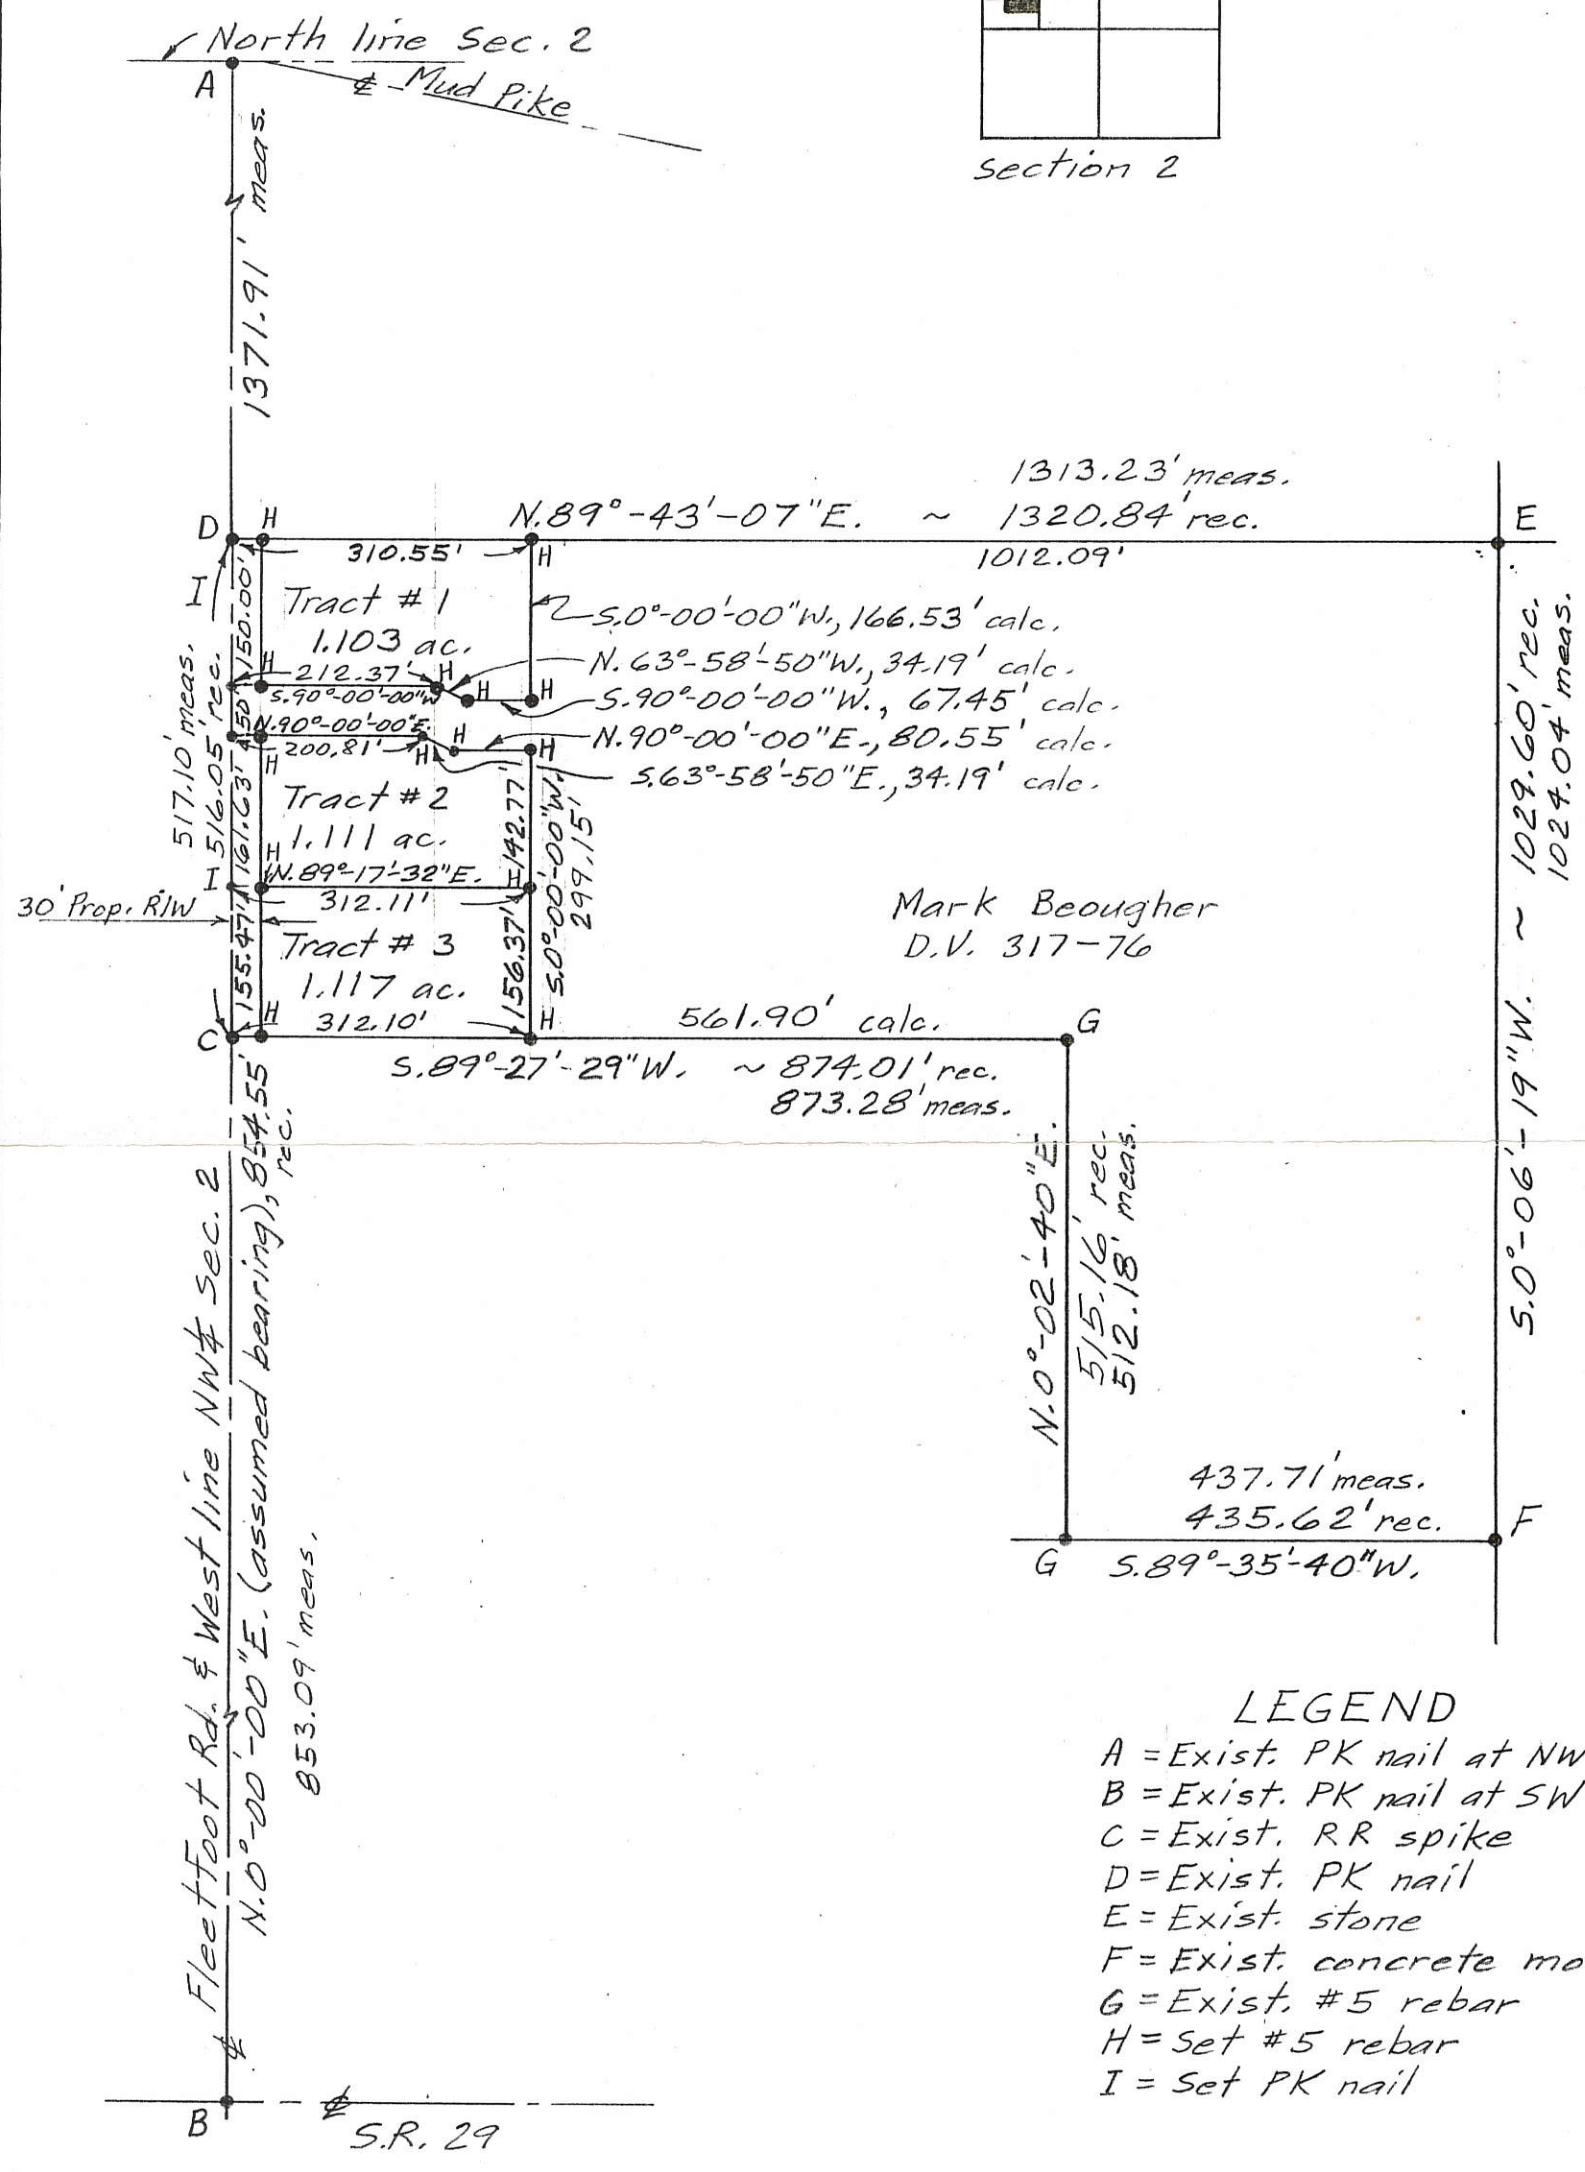 North line Sec. 2
A
℄ Mud Pike
section 2
1371.91' meas.
1313.23' meas.
N.89°-43'-07"E. ~ 1320.84' rec.
D
H
E
310.55'
H
1012.09'
I
150.00'
Tract #1
1.103 ac.
S.0°-00'-00"W., 166.53' calc.
N.63°-58'-50"W., 34.19' calc.
H
212.37'
H
H
H
S.90°-00'-00"W
S.90°-00'-00"W., 67.45' calc.
50'
N.90°-00'-00"E.
H
H
N.90°-00'-00"E., 80.55' calc.
200.81'
H
H
S.63°-58'-50"E., 34.19' calc.
517.10' meas.
516.05' rec.
161.63'
Tract #2
1.111 ac.
142.77'
S.0°-00'-00"W.
299.15'
H
I
N.89°-17'-32"E.
H
312.11'
30' Prop. R/W
155.47'
Tract # 3
1.117 ac.
156.37'
Mark Beougher
D.V. 317-76
S.0°-06'-19"W. ~ 1029.60' rec.
1024.04' meas.
H
312.10'
H
561.90' calc.
G
C
S.89°-27'-29"W. ~ 874.01' rec.
873.28' meas.
N.0°-02'-40"E.
515.16' rec.
512.18' meas.
437.71' meas.
435.62' rec.
F
G
S.89°-35'-40"W.
Fleetfoot Rd. & West line NW¼ Sec. 2
N.0°-00'-00"E. (assumed bearing), 854.55'
rec.
853.09' meas.
LEGEND
A = Exist. PK nail at NW
B = Exist. PK nail at SW
C = Exist. RR spike
D = Exist. PK nail
E = Exist. stone
F = Exist. concrete mo
G = Exist. #5 rebar
H = Set #5 rebar
I = Set PK nail
℄
B
℄
S.R. 29